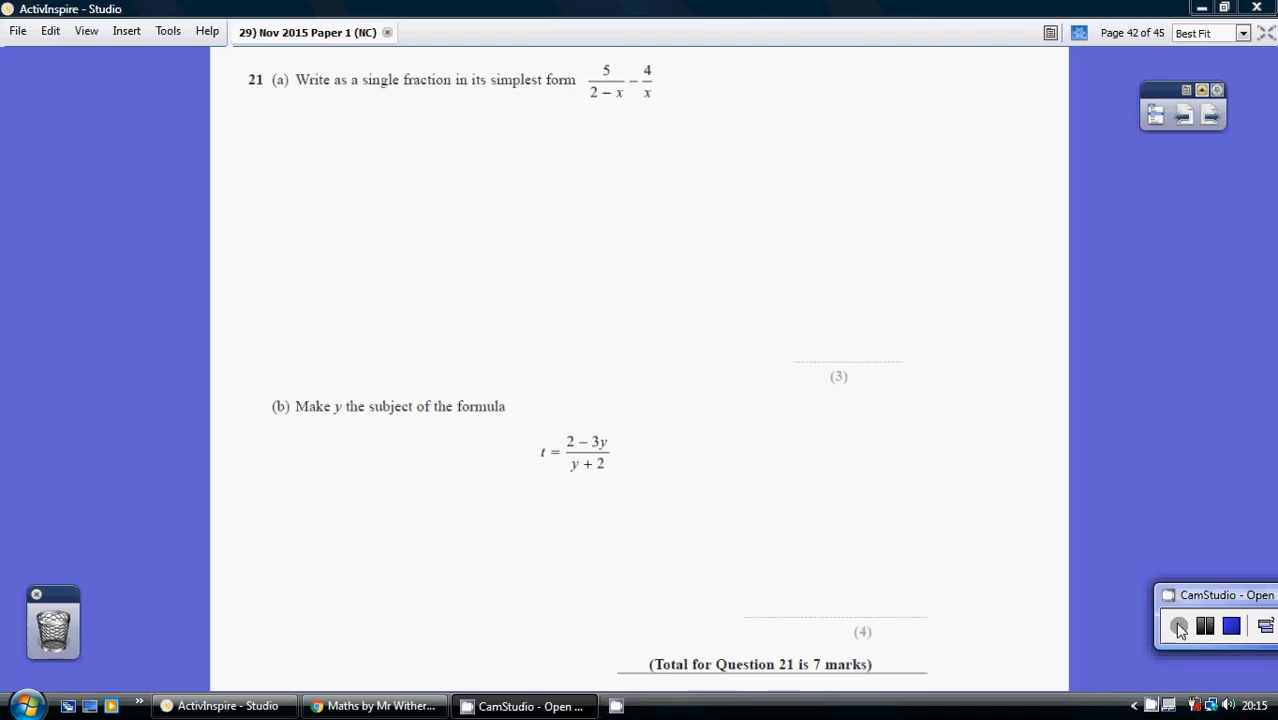 ActivInspire - Studio
File Edit View Insert Tools Help
29) Nov 2015 Paper 1 (NC)
Page 42 of 45
Best Fit
21 (a) Write as a single fraction in its simplest form 5/(2 − x) − 4/x
(3)
(b) Make y the subject of the formula
t = (2 − 3y)/(y + 2)
(4)
(Total for Question 21 is 7 marks)
CamStudio - Open
ActivInspire - Studio
Maths by Mr Wither...
CamStudio - Open ...
20:15